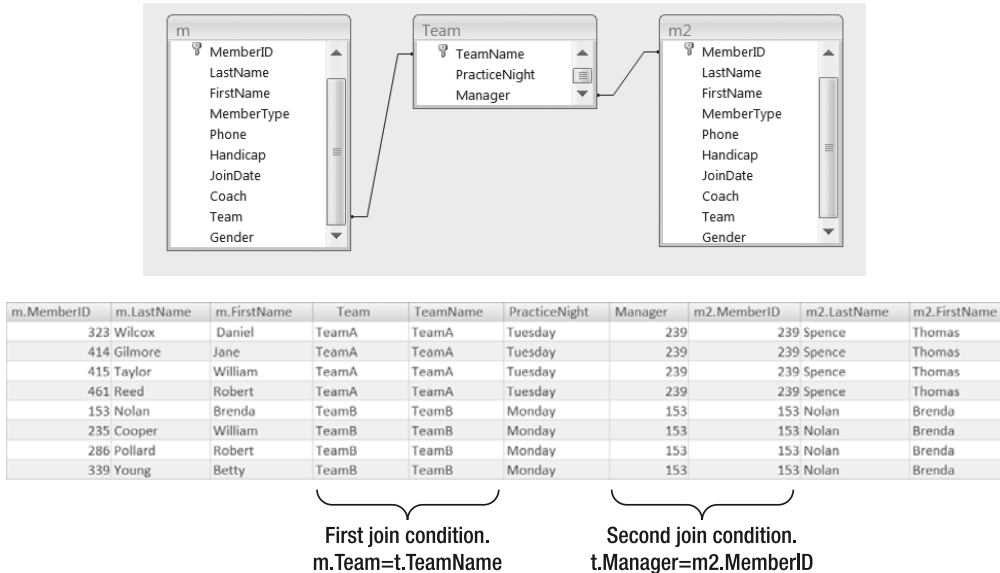 m
MemberID
LastName
FirstName
MemberType
Phone
Handicap
JoinDate
Coach
Team
Gender
Team
TeamName
PracticeNight
Manager
m2
MemberID
LastName
FirstName
MemberType
Phone
Handicap
JoinDate
Coach
Team
Gender
m.MemberID m.LastName m.FirstName Team TeamName PracticeNight Manager m2.MemberID m2.LastName m2.FirstName
323 Wilcox Daniel TeamA TeamA Tuesday 239 239 Spence Thomas
414 Gilmore Jane TeamA TeamA Tuesday 239 239 Spence Thomas
415 Taylor William TeamA TeamA Tuesday 239 239 Spence Thomas
461 Reed Robert TeamA TeamA Tuesday 239 239 Spence Thomas
153 Nolan Brenda TeamB TeamB Monday 153 153 Nolan Brenda
235 Cooper William TeamB TeamB Monday 153 153 Nolan Brenda
286 Pollard Robert TeamB TeamB Monday 153 153 Nolan Brenda
339 Young Betty TeamB TeamB Monday 153 153 Nolan Brenda
First join condition.
m.Team=t.TeamName
Second join condition.
t.Manager=m2.MemberID